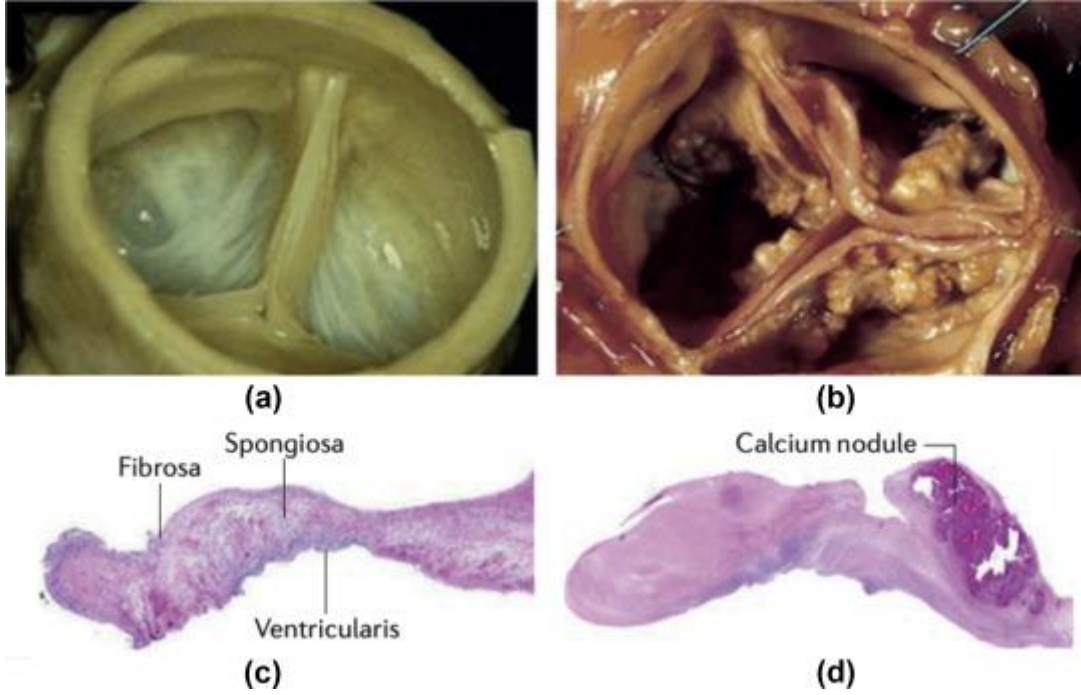 (a)
(b)
Spongiosa
Fibrosa
Ventricularis
Calcium nodule
(c)
(d)